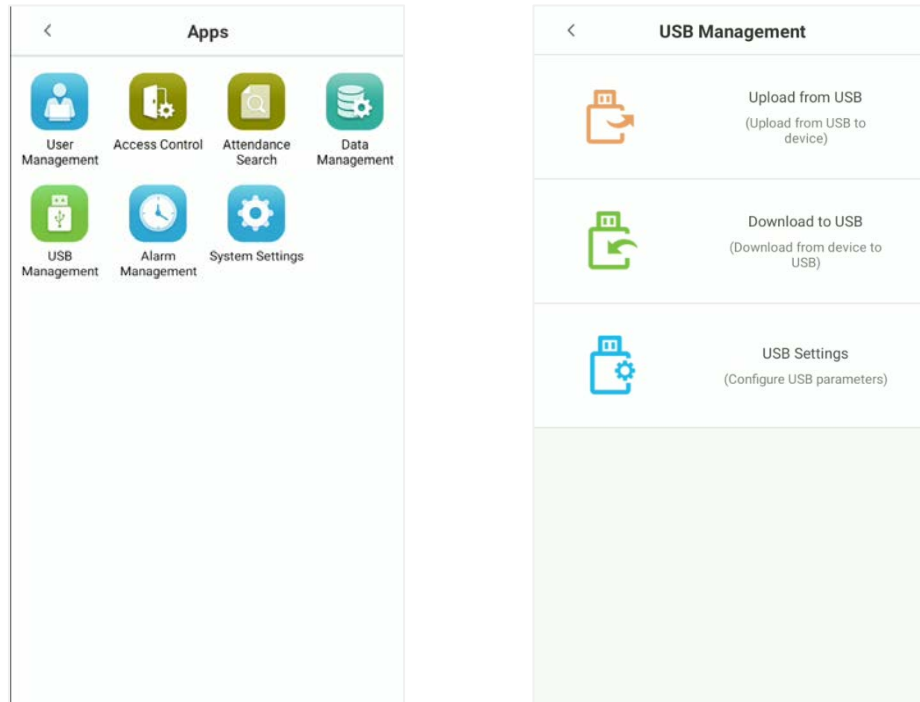 Apps
User
Management
Access Control
Attendance
Search
Data
Management
USB
Management
Alarm
Management
System Settings
USB Management
Upload from USB
(Upload from USB to
device)
Download to USB
(Download from device to
USB)
USB Settings
(Configure USB parameters)